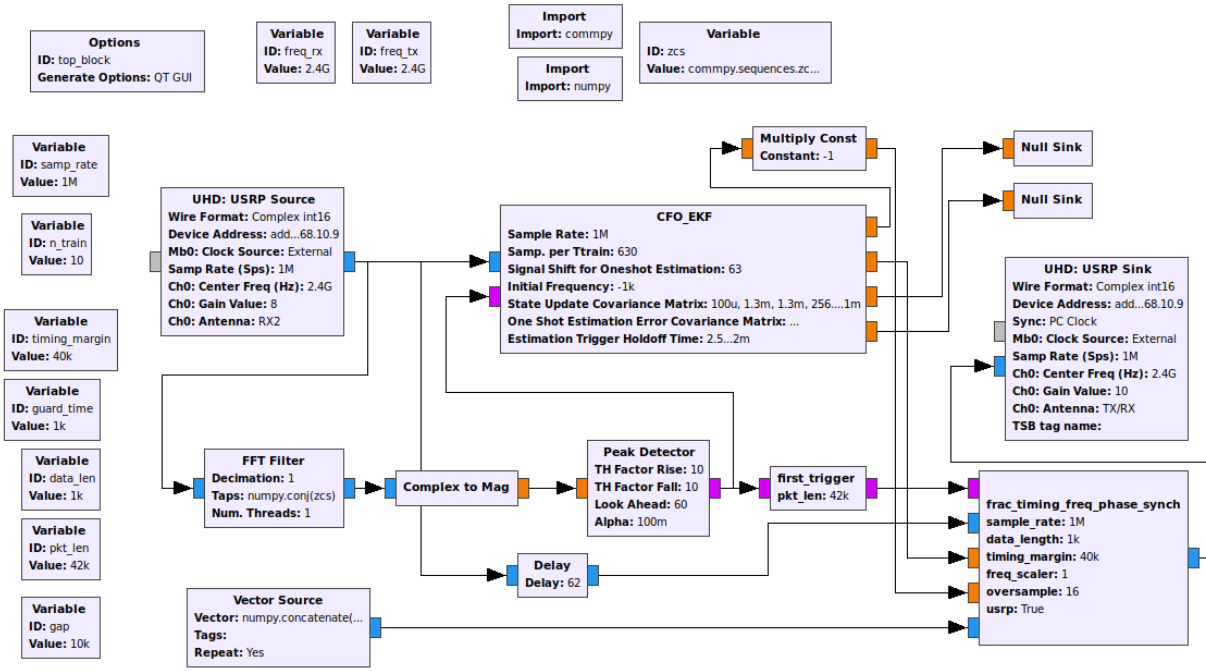 Options
ID: top_block
Generate Options: QT GUI
Variable
ID: freq_rx
Value: 2.4G
Variable
ID: freq_tx
Value: 2.4G
Import
Import: commpy
Import
Import: numpy
Variable
ID: zcs
Value: commpy.sequences.zc...
Variable
ID: samp_rate
Value: 1M
Variable
ID: n_train
Value: 10
Variable
ID: timing_margin
Value: 40k
Variable
ID: guard_time
Value: 1k
Variable
ID: data_len
Value: 1k
Variable
ID: pkt_len
Value: 42k
Variable
ID: gap
Value: 10k
UHD: USRP Source
Wire Format: Complex int16
Device Address: add...68.10.9
Mb0: Clock Source: External
Samp Rate (Sps): 1M
Ch0: Center Freq (Hz): 2.4G
Ch0: Gain Value: 8
Ch0: Antenna: RX2
CFO_EKF
Sample Rate: 1M
Samp. per Ttrain: 630
Signal Shift for Oneshot Estimation: 63
Initial Frequency: -1k
State Update Covariance Matrix: 100u, 1.3m, 1.3m, 256....1m
One Shot Estimation Error Covariance Matrix: ...
Estimation Trigger Holdoff Time: 2.5...2m
Multiply Const
Constant: -1
Null Sink
Null Sink
UHD: USRP Sink
Wire Format: Complex int16
Device Address: add...68.10.9
Sync: PC Clock
Mb0: Clock Source: External
Samp Rate (Sps): 1M
Ch0: Center Freq (Hz): 2.4G
Ch0: Gain Value: 10
Ch0: Antenna: TX/RX
TSB tag name:
FFT Filter
Decimation: 1
Taps: numpy.conj(zcs)
Num. Threads: 1
Complex to Mag
Peak Detector
TH Factor Rise: 10
TH Factor Fall: 10
Look Ahead: 60
Alpha: 100m
first_trigger
pkt_len: 42k
Delay
Delay: 62
Vector Source
Vector: numpy.concatenate(...
Tags:
Repeat: Yes
frac_timing_freq_phase_synch
sample_rate: 1M
data_length: 1k
timing_margin: 40k
freq_scaler: 1
oversample: 16
usrp: True